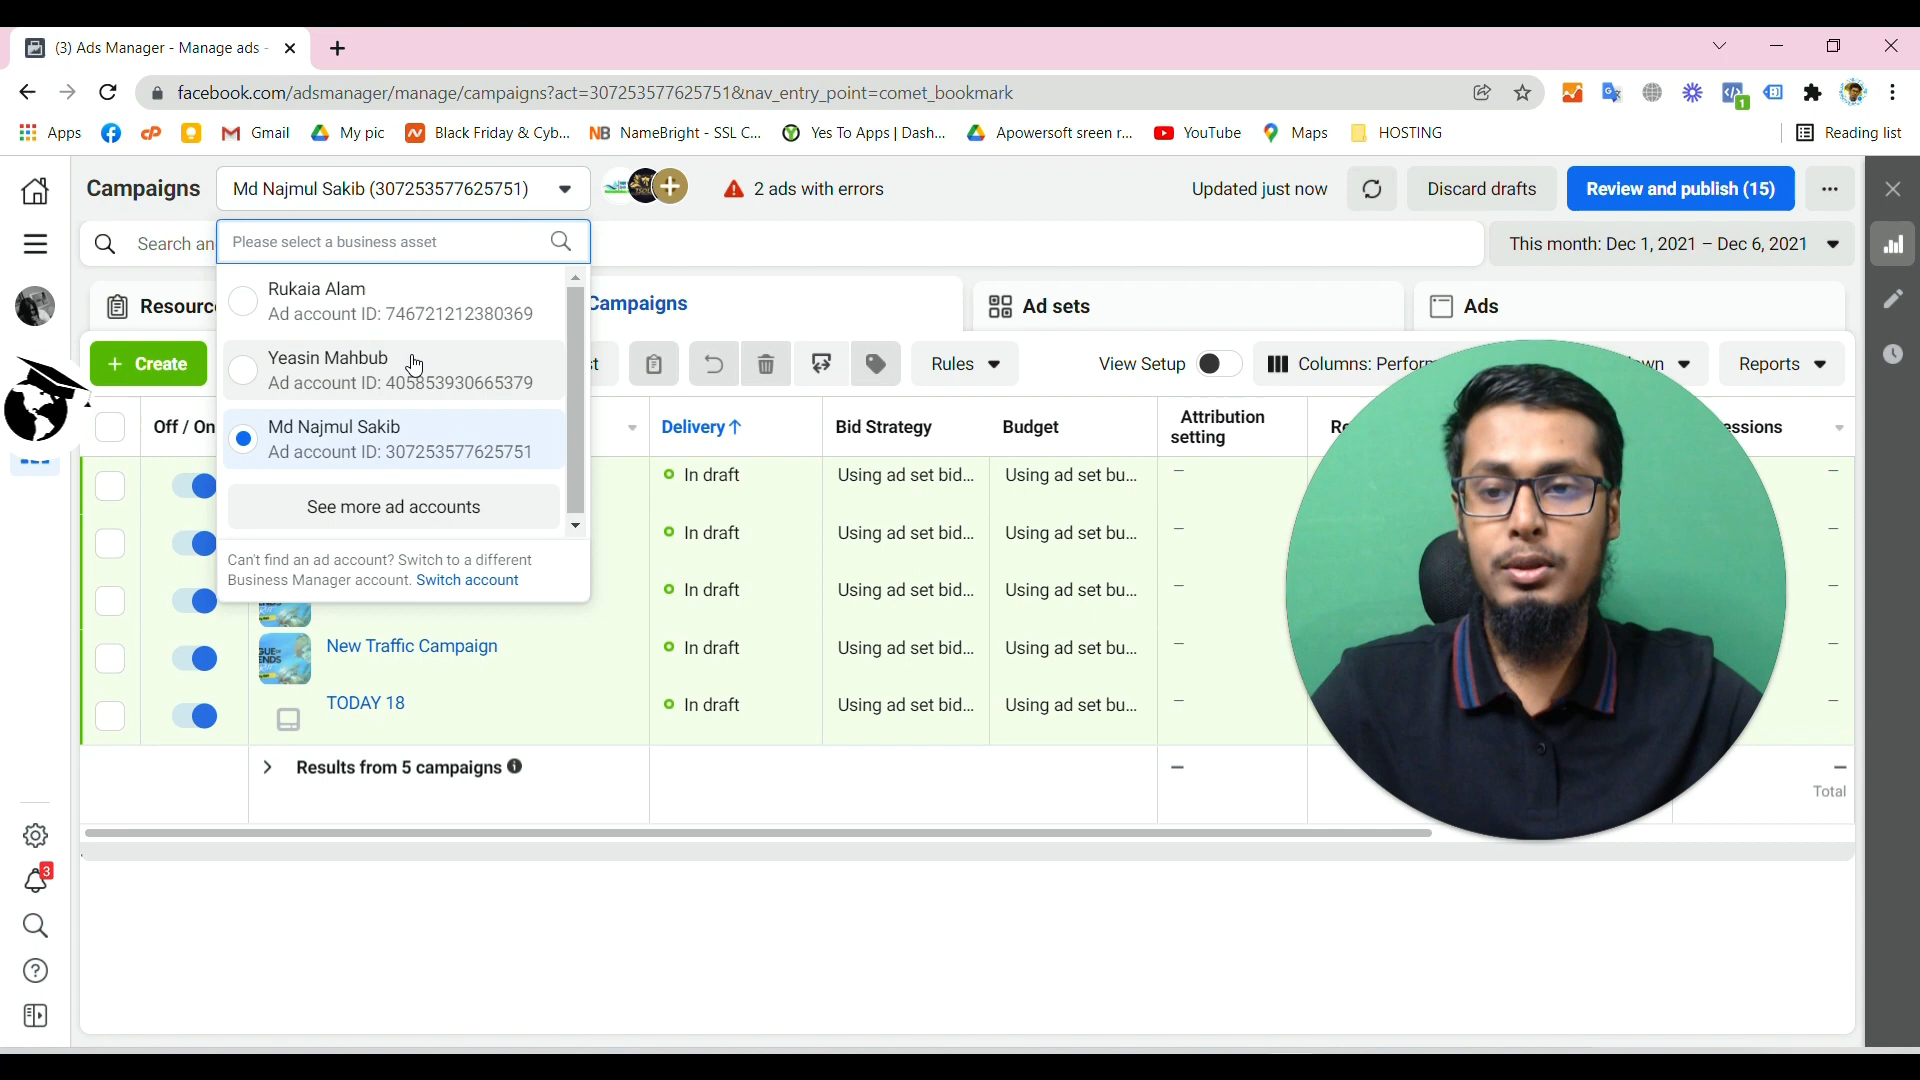 (3) Ads Manager - Manage ads -
facebook.com/adsmanager/manage/campaigns?act=307253577625751&nav_entry_point=comet_bookmark
1
Apps
Gmail
My pic
Black Friday & Cyb...
NB NameBright - SSL C...
Yes To Apps | Dash...
Apowersoft sreen r...
YouTube
Maps
HOSTING
Reading list
Campaigns
Md Najmul Sakib (307253577625751)
2 ads with errors
Updated just now
Discard drafts
Review and publish (15)
Search an
Please select a business asset
This month: Dec 1, 2021 – Dec 6, 2021
Rukaia Alam
Ad account ID: 746721212380369
Yeasin Mahbub
Ad account ID: 405853930665379
Md Najmul Sakib
Ad account ID: 307253577625751
See more ad accounts
Can't find an ad account? Switch to a different
Business Manager account. Switch account
Campaigns
Ad sets
Ads
+ Create
Rules
View Setup
Columns: Perform
Reports
Off / On
Delivery↑
Bid Strategy
Budget
Attribution
setting
In draft
Using ad set bid...
Using ad set bu...
–
–
In draft
Using ad set bid...
Using ad set bu...
–
–
In draft
Using ad set bid...
Using ad set bu...
–
–
New Traffic Campaign
In draft
Using ad set bid...
Using ad set bu...
–
–
TODAY 18
In draft
Using ad set bid...
Using ad set bu...
–
–
Results from 5 campaigns
–
–
Total
3